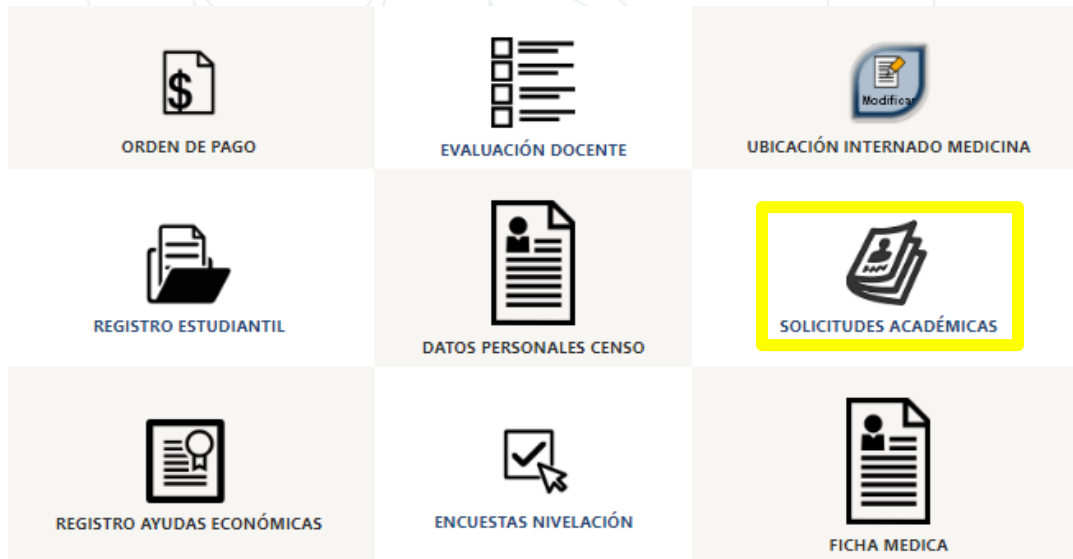 $
Modificar
ORDEN DE PAGO
EVALUACIÓN DOCENTE
UBICACIÓN INTERNADO MEDICINA
REGISTRO ESTUDIANTIL
DATOS PERSONALES CENSO
SOLICITUDES ACADÉMICAS
REGISTRO AYUDAS ECONÓMICAS
ENCUESTAS NIVELACIÓN
FICHA MEDICA